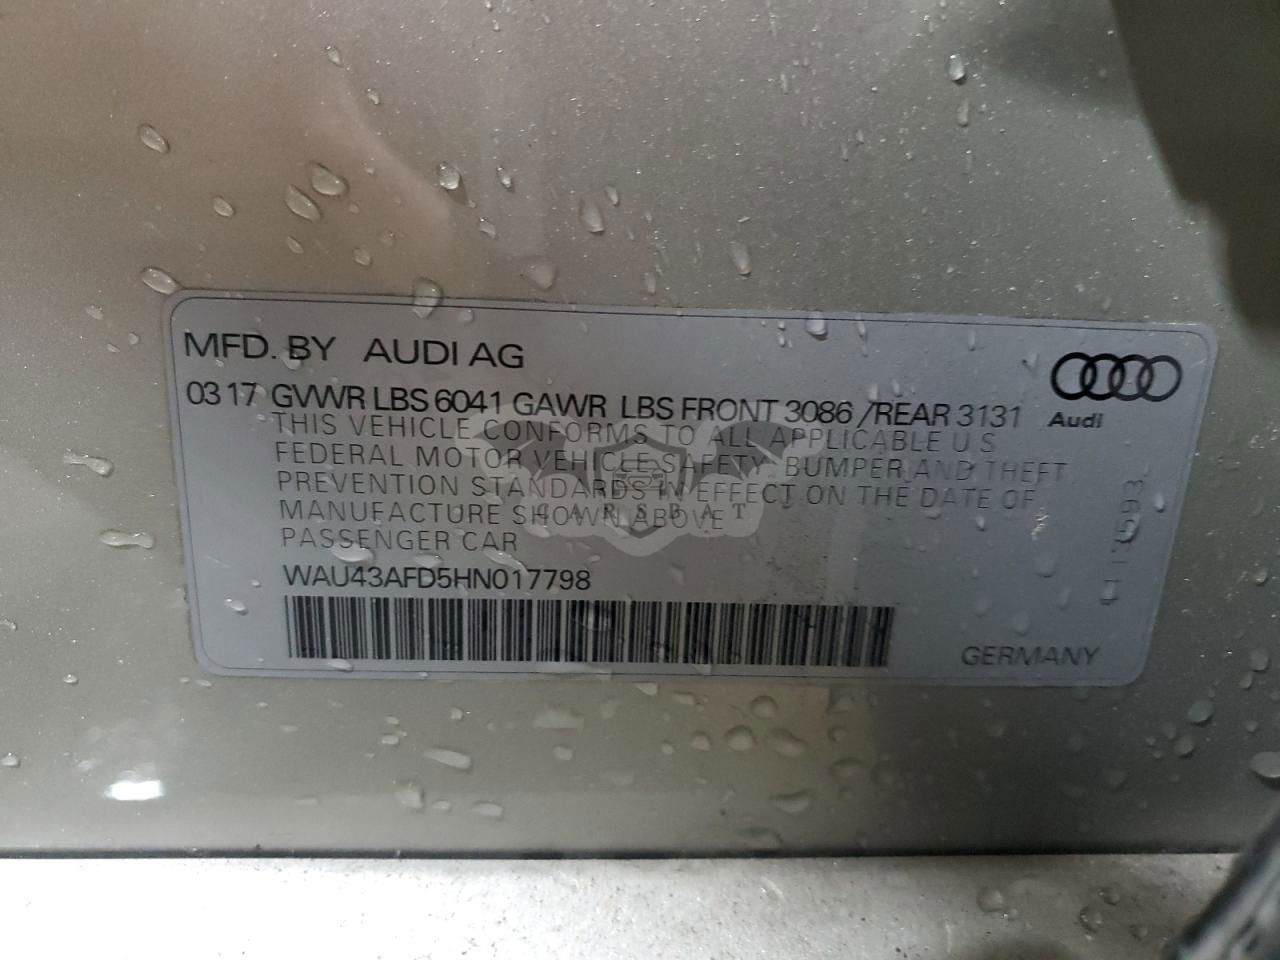 MFD. BY AUDI AG
03 17 GVWR LBS 6041 GAWR LBS FRONT 3086 /REAR 3131
Audi
THIS VEHICLE CONFORMS TO ALL APPLICABLE U S
FEDERAL MOTOR VEHICLE SAFETY, BUMPER AND THEFT
PREVENTION STANDARDS IN EFFECT ON THE DATE OF
MANUFACTURE SHOWN ABOVE
PASSENGER CAR
WAU43AFD5HN017798
GERMANY
CARSBAT